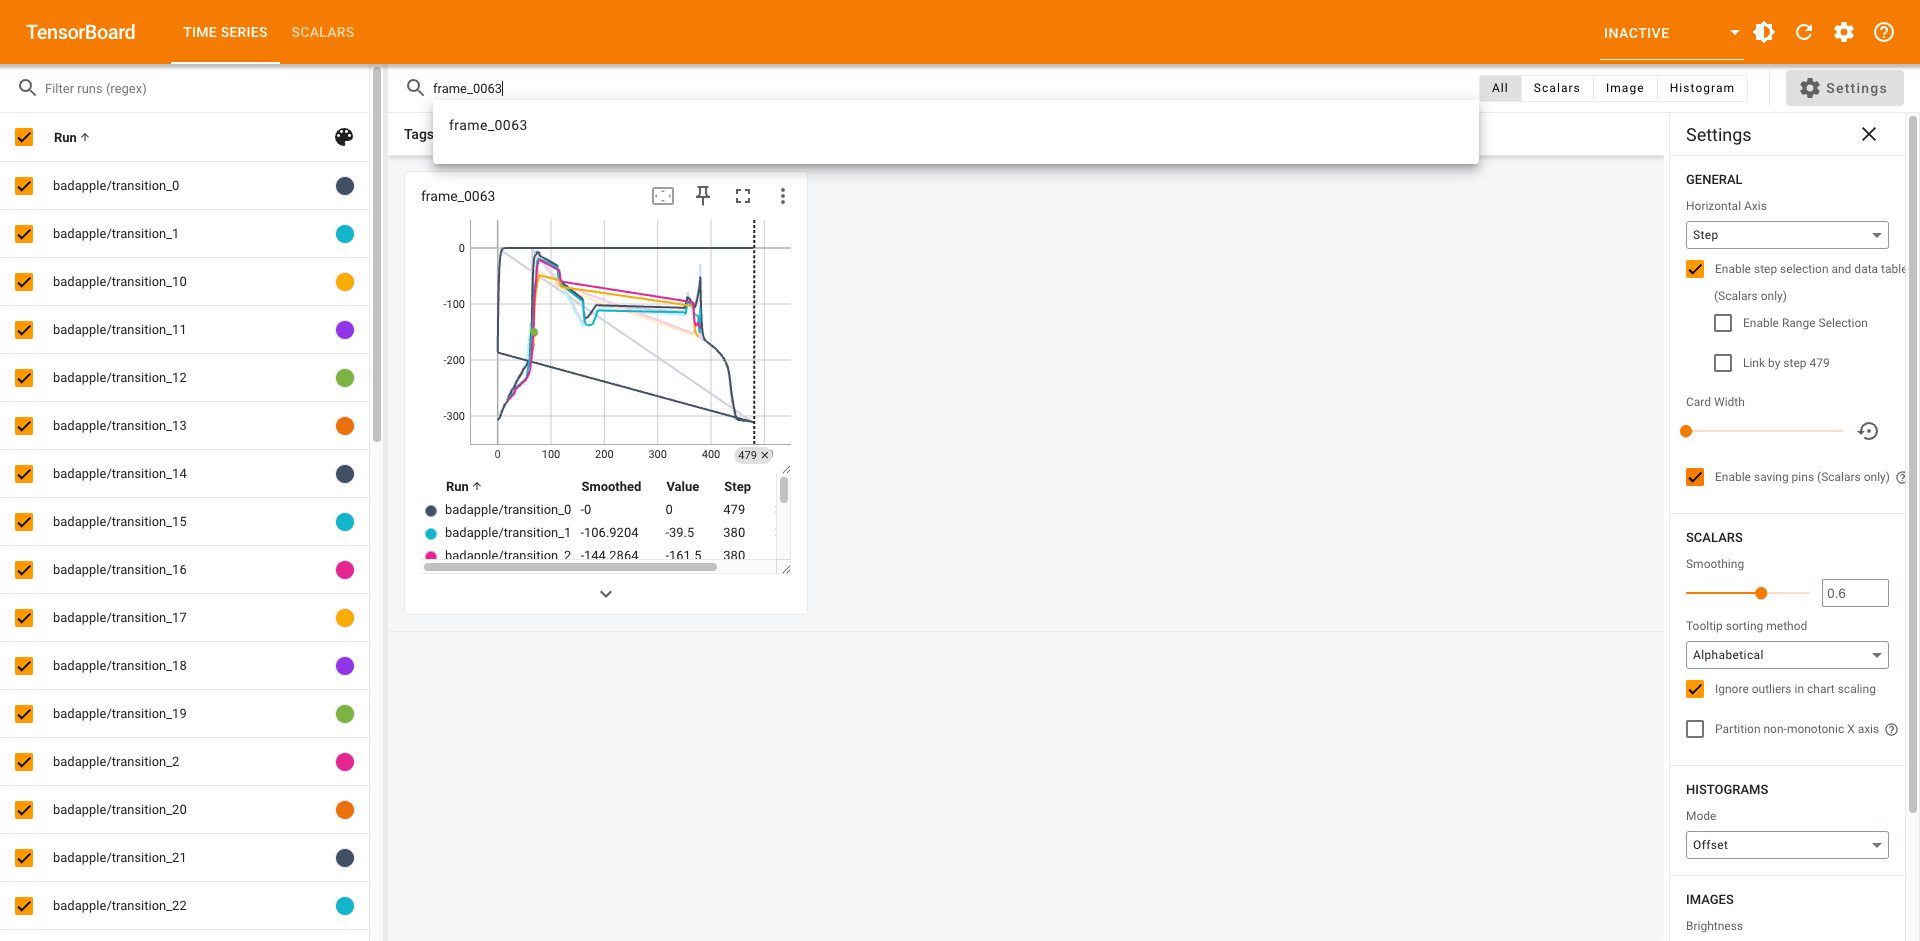 TensorBoard
TIME SERIES
SCALARS
INACTIVE
Filter runs (regex)
frame_0063
All
Scalars
Image
Histogram
Settings
frame_0063
Run
badapple/transition_0
badapple/transition_1
badapple/transition_10
badapple/transition_11
badapple/transition_12
badapple/transition_13
badapple/transition_14
badapple/transition_15
badapple/transition_16
badapple/transition_17
badapple/transition_18
badapple/transition_19
badapple/transition_2
badapple/transition_20
badapple/transition_21
badapple/transition_22
Tags
frame_0063
0
-100
-200
-300
0 100 200 300 400 479
Run Smoothed Value Step
badapple/transition_0 -0 0 479
badapple/transition_1 -106.9204 -39.5 380
badapple/transition_2 -144.2864 -161.5 380
Settings
GENERAL
Horizontal Axis
Step
Enable step selection and data table
(Scalars only)
Enable Range Selection
Link by step 479
Card Width
Enable saving pins (Scalars only)
SCALARS
Smoothing
0.6
Tooltip sorting method
Alphabetical
Ignore outliers in chart scaling
Partition non-monotonic X axis
HISTOGRAMS
Mode
Offset
IMAGES
Brightness